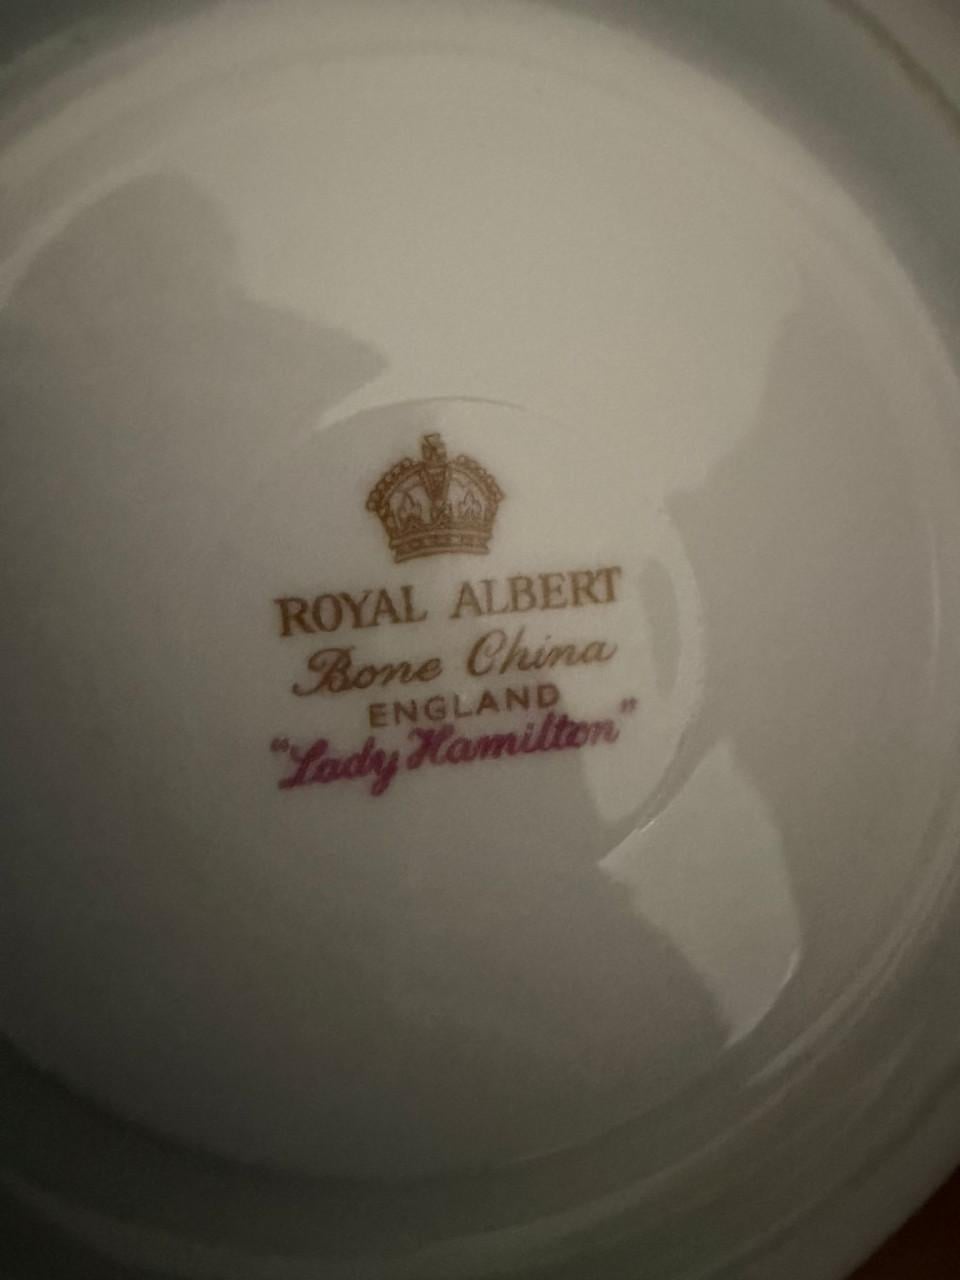 ROYAL ALBERT
Bone China
ENGLAND
"Lady Hamilton"